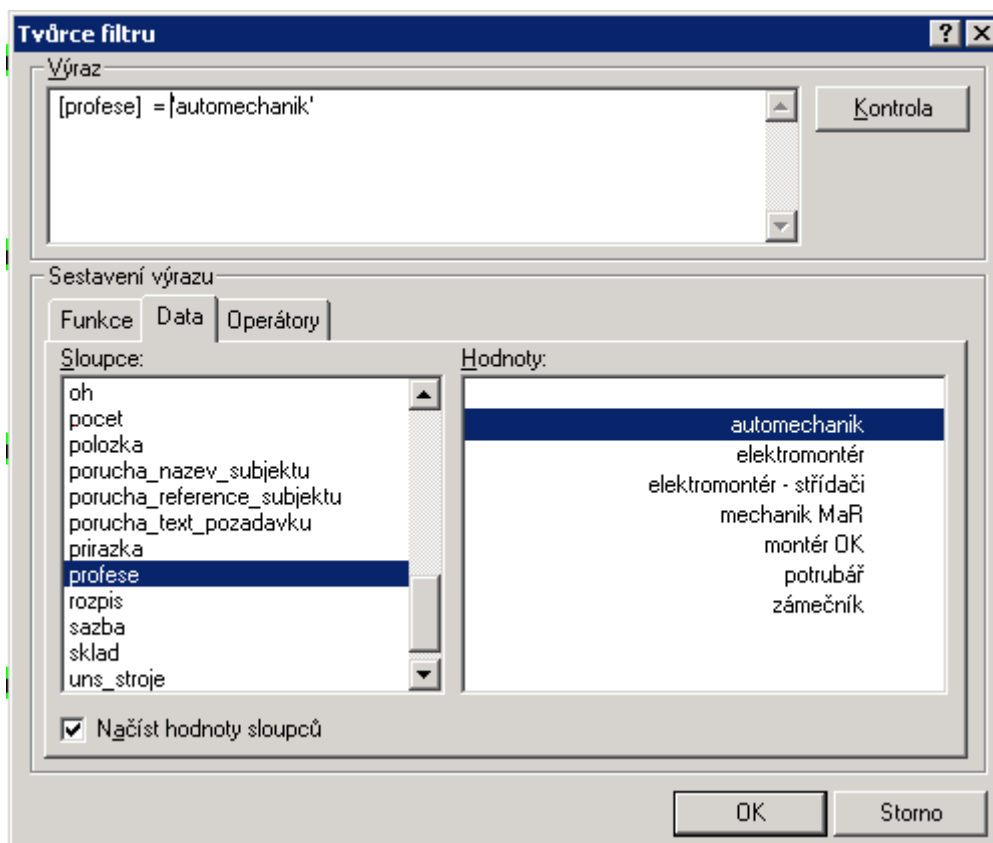 Tvůrce filtru
Výraz
[profese] = 'automechanik'
Kontrola
Sestavení výrazu
Funkce
Data
Operátory
Sloupce:
oh
pocet
polozka
porucha_nazev_subjektu
porucha_reference_subjektu
porucha_text_pozadavku
prirazka
profese
rozpis
sazba
sklad
uns_stroje
Hodnoty:
automechanik
elektromontér
elektromontér - střídači
mechanik MaR
montér OK
potrubář
zámečník
Načíst hodnoty sloupců
OK
Storno